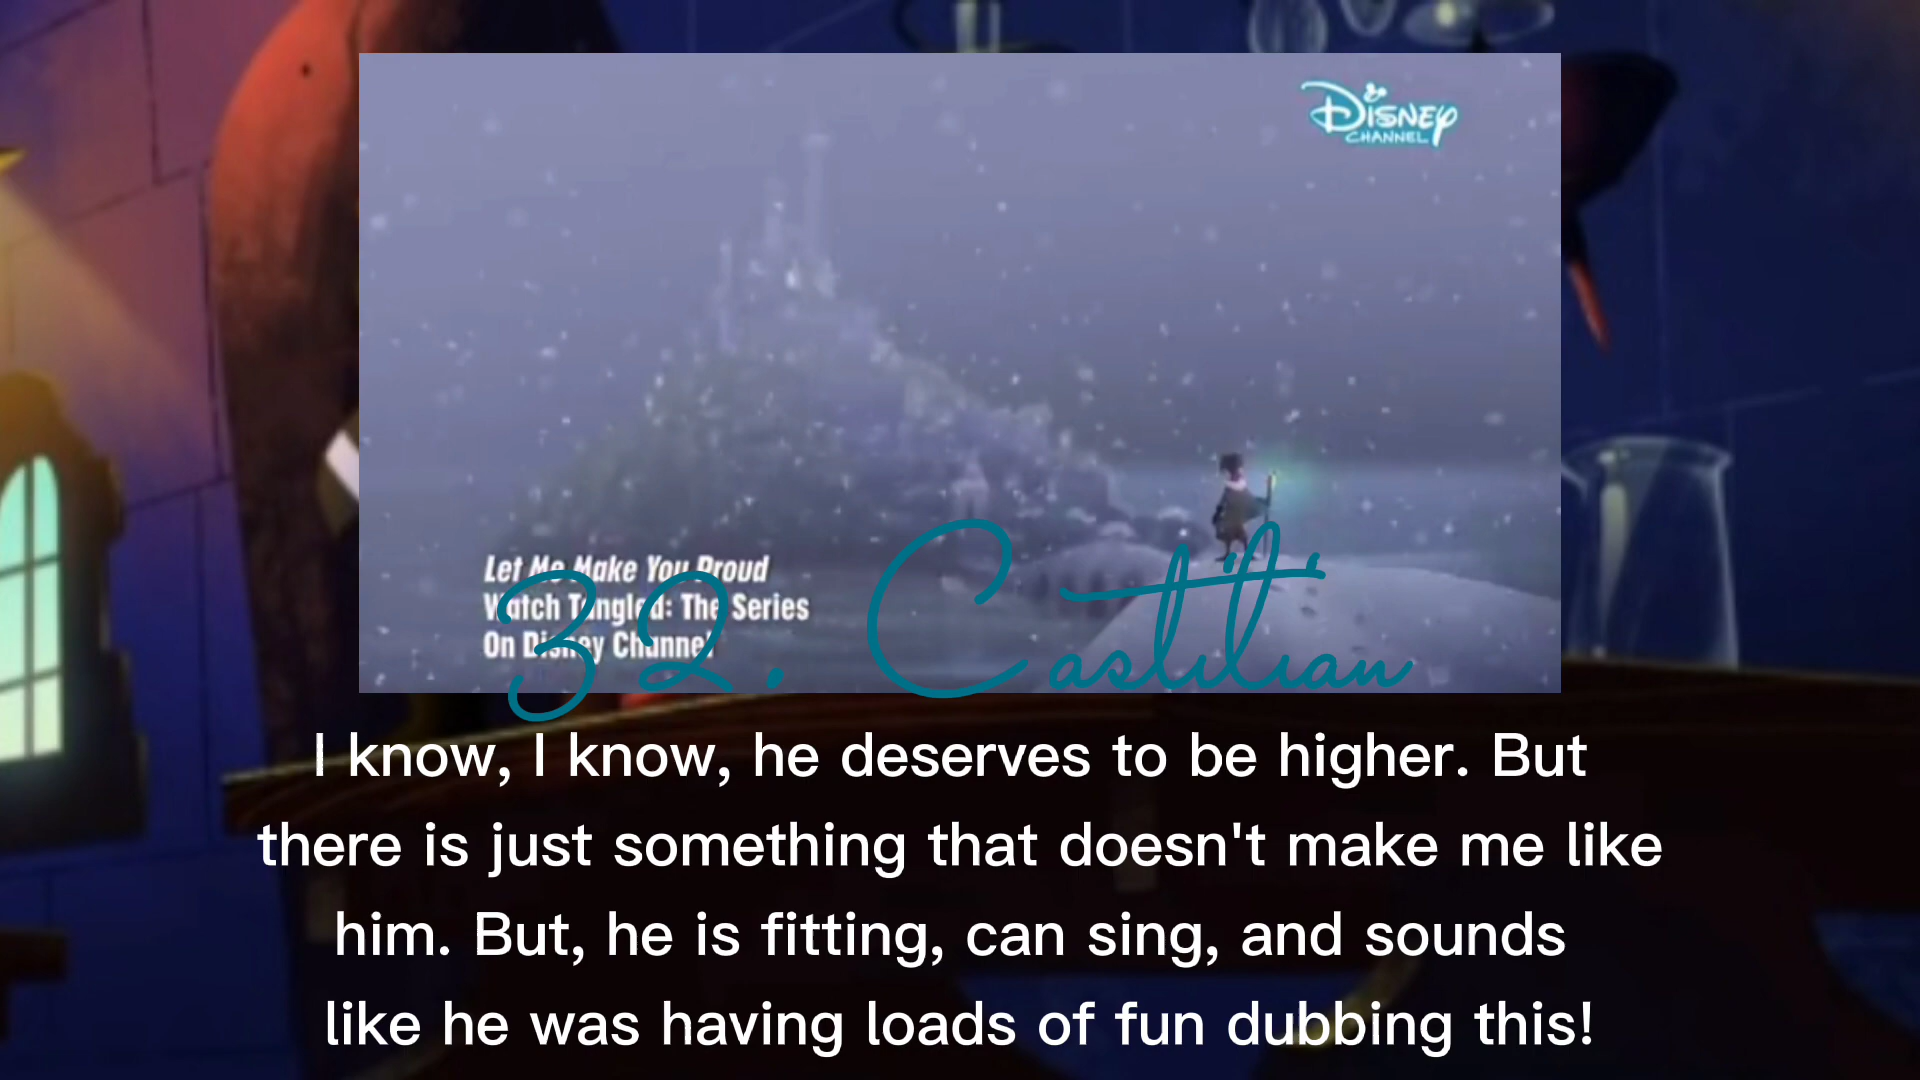 Disney
CHANNEL
Let Me Make You Proud
Watch Tangled: The Series
On Disney Channel
32. Castilian
I know, I know, he deserves to be higher. But
there is just something that doesn't make me like
him. But, he is fitting, can sing, and sounds
like he was having loads of fun dubbing this!